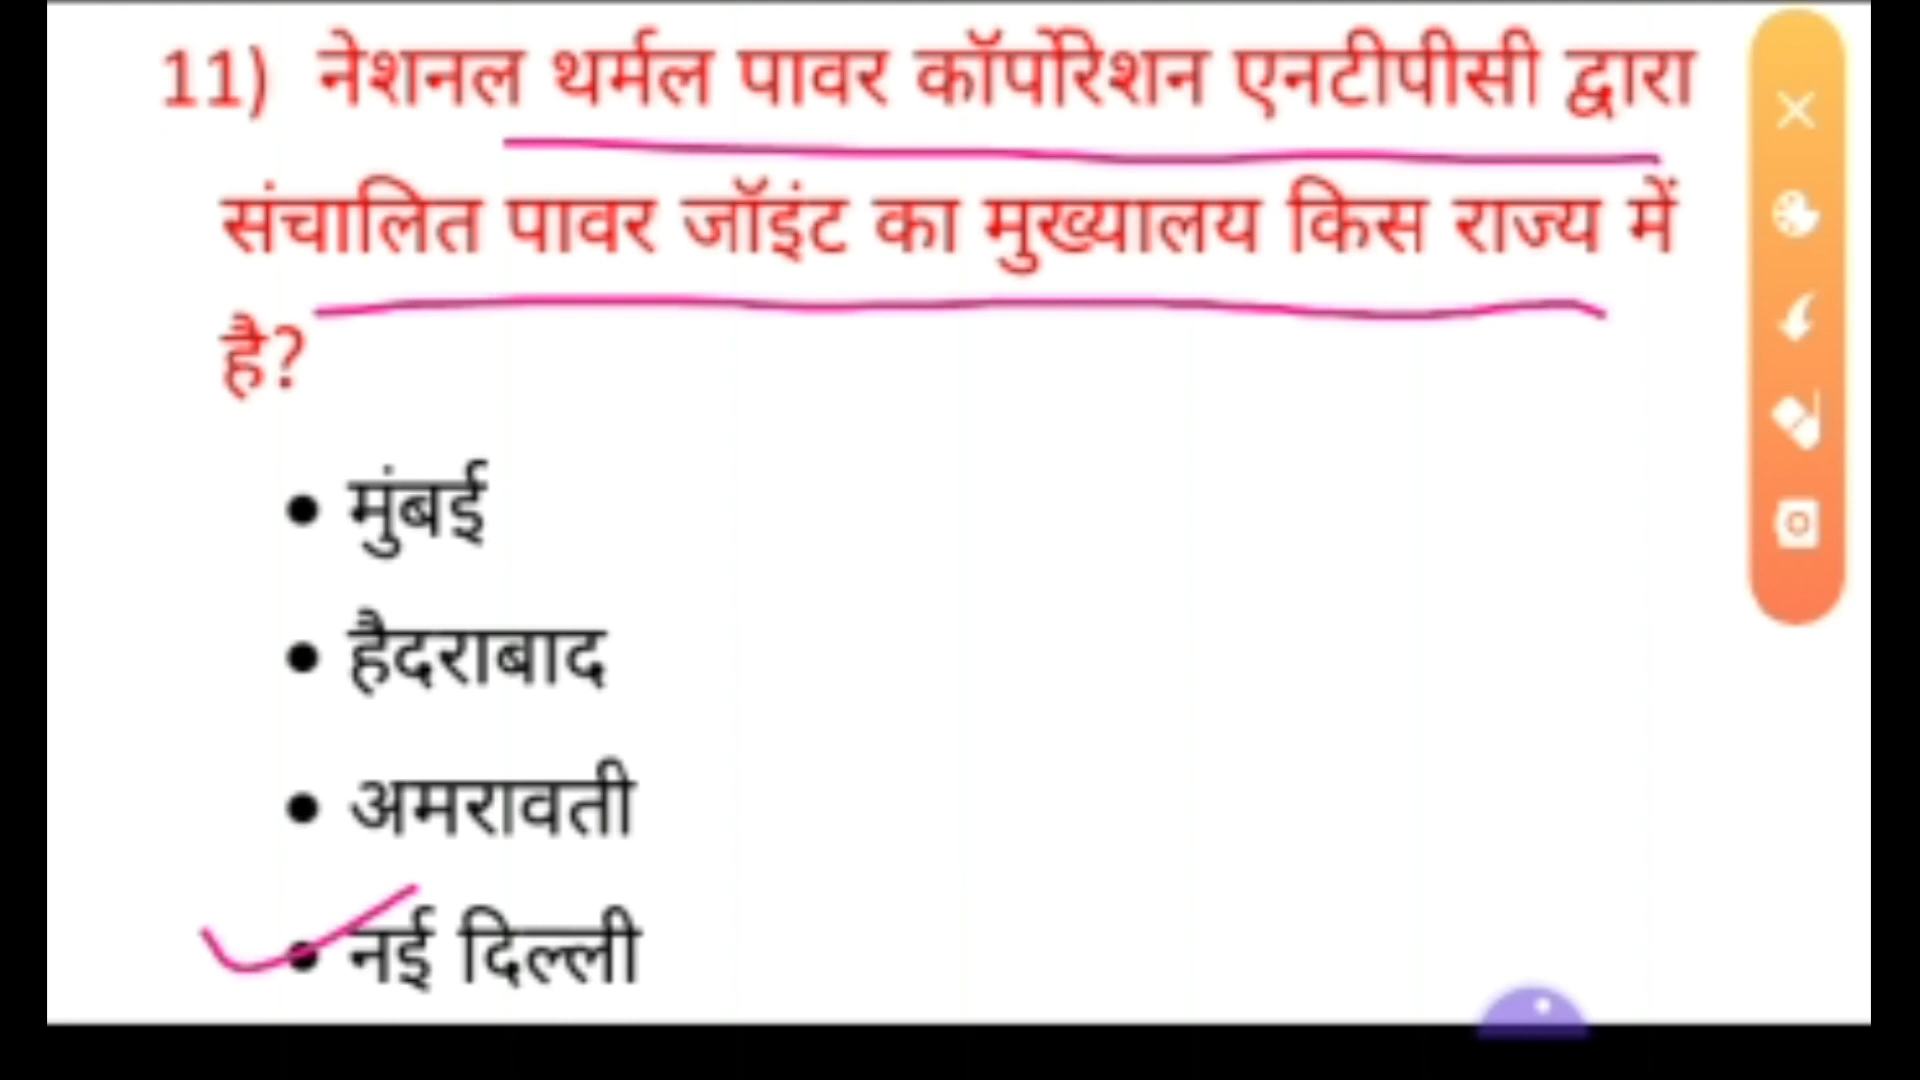 11) नेशनल थर्मल पावर कॉर्पोरेशन एनटीपीसी द्वारा
संचालित पावर जॉइंट का मुख्यालय किस राज्य में
है?
• मुंबई
• हैदराबाद
• अमरावती
• नई दिल्ली